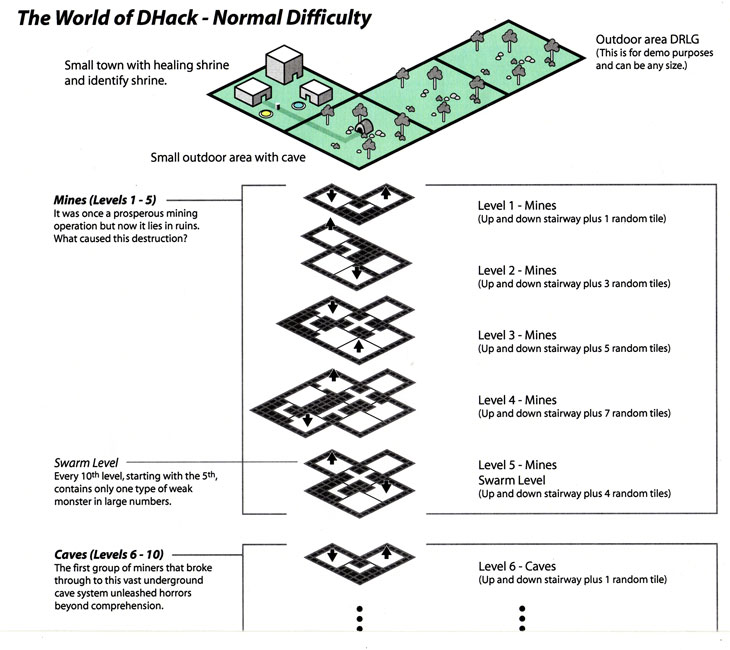 The World of DHack - Normal Difficulty
Small town with healing shrine
and identify shrine.
Outdoor area DRLG
(This is for demo purposes
and can be any size.)
Small outdoor area with cave
Mines (Levels 1 - 5)
It was once a prosperous mining
operation but now it lies in ruins.
What caused this destruction?
Level 1 - Mines
(Up and down stairway plus 1 random tile)
Level 2 - Mines
(Up and down stairway plus 3 random tiles)
Level 3 - Mines
(Up and down stairway plus 5 random tiles)
Level 4 - Mines
(Up and down stairway plus 7 random tiles)
Swarm Level
Every 10th level, starting with the 5th,
contains only one type of weak
monster in large numbers.
Level 5 - Mines
Swarm Level
(Up and down stairway plus 4 random tiles)
Caves (Levels 6 - 10)
The first group of miners that broke
through to this vast underground
cave system unleashed horrors
beyond comprehension.
Level 6 - Caves
(Up and down stairway plus 1 random tile)